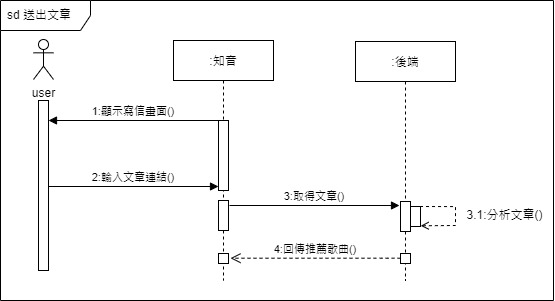 sd 送出文章
user
:知音
:後端
1:顯示寫信畫面()
2:輸入文章連結()
3:取得文章()
3.1:分析文章()
4:回傳推薦歌曲()